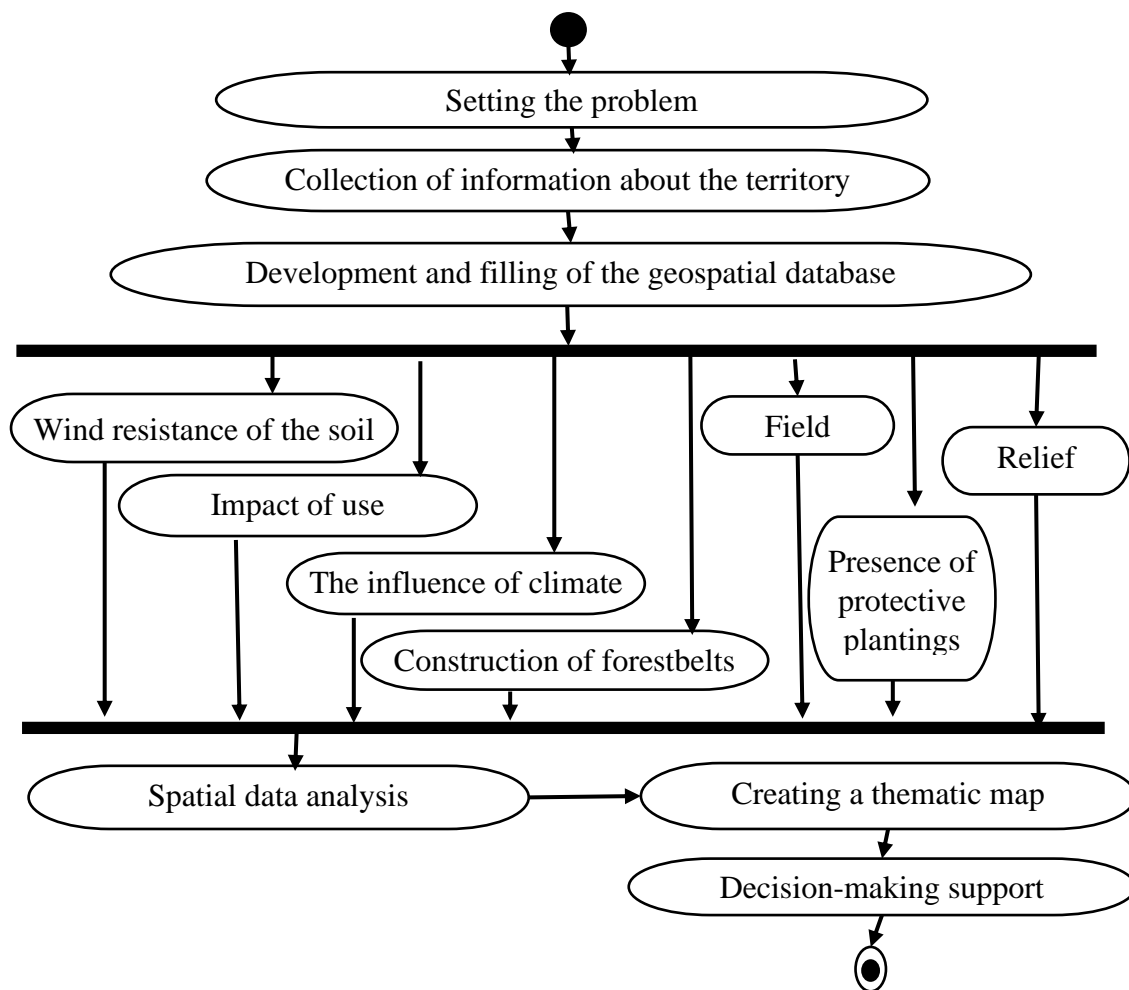 Setting the problem
Collection of information about the territory
Development and filling of the geospatial database
Wind resistance of the soil
Field
Relief
Impact of use
The influence of climate
Presence of
protective
plantings
Construction of forestbelts
Spatial data analysis
Creating a thematic map
Decision-making support